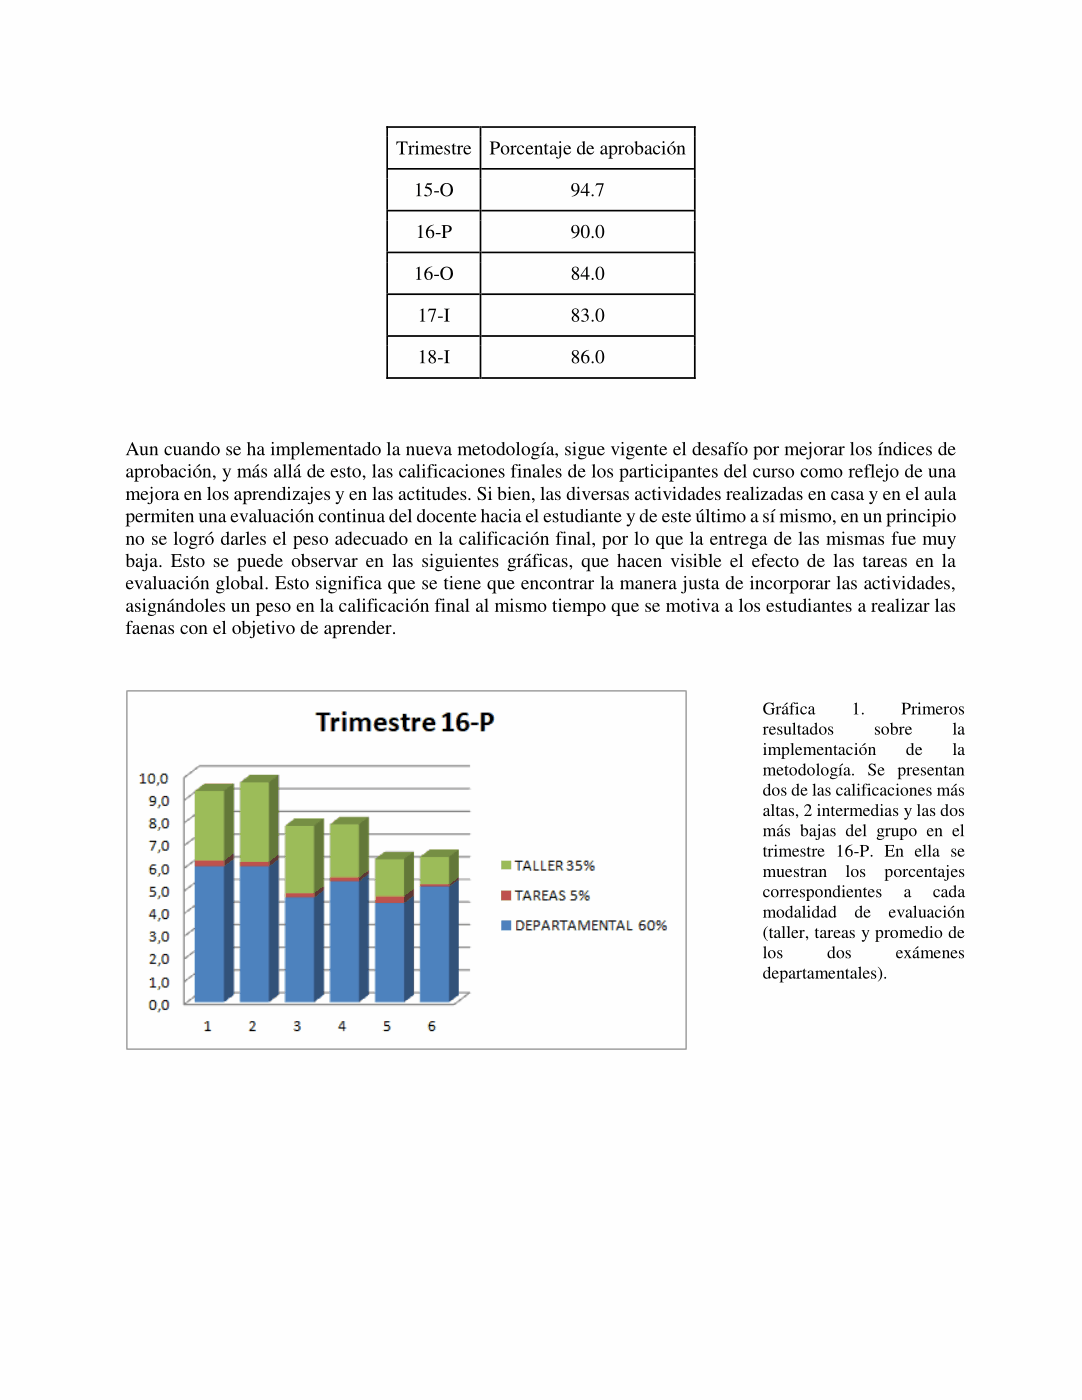 Trimestre Porcentaje de aprobación
15-O 94.7
16-P 90.0
16-O 84.0
17-I 83.0
18-I 86.0
Aun cuando se ha implementado la nueva metodología, sigue vigente el desafío por mejorar los índices de
aprobación, y más allá de esto, las calificaciones finales de los participantes del curso como reflejo de una
mejora en los aprendizajes y en las actitudes. Si bien, las diversas actividades realizadas en casa y en el aula
permiten una evaluación continua del docente hacia el estudiante y de este último a sí mismo, en un principio
no se logró darles el peso adecuado en la calificación final, por lo que la entrega de las mismas fue muy
baja. Esto se puede observar en las siguientes gráficas, que hacen visible el efecto de las tareas en la
evaluación global. Esto significa que se tiene que encontrar la manera justa de incorporar las actividades,
asignándoles un peso en la calificación final al mismo tiempo que se motiva a los estudiantes a realizar las
faenas con el objetivo de aprender.
Trimestre 16-P
10,0
9,0
8,0
7,0
6,0
5,0
4,0
3,0
2,0
1,0
0,0
1 2 3 4 5 6
TALLER 35%
TAREAS 5%
DEPARTAMENTAL 60%
Gráfica 1. Primeros
resultados sobre la
implementación de la
metodología. Se presentan
dos de las calificaciones más
altas, 2 intermedias y las dos
más bajas del grupo en el
trimestre 16-P. En ella se
muestran los porcentajes
correspondientes a cada
modalidad de evaluación
(taller, tareas y promedio de
los dos exámenes
departamentales).